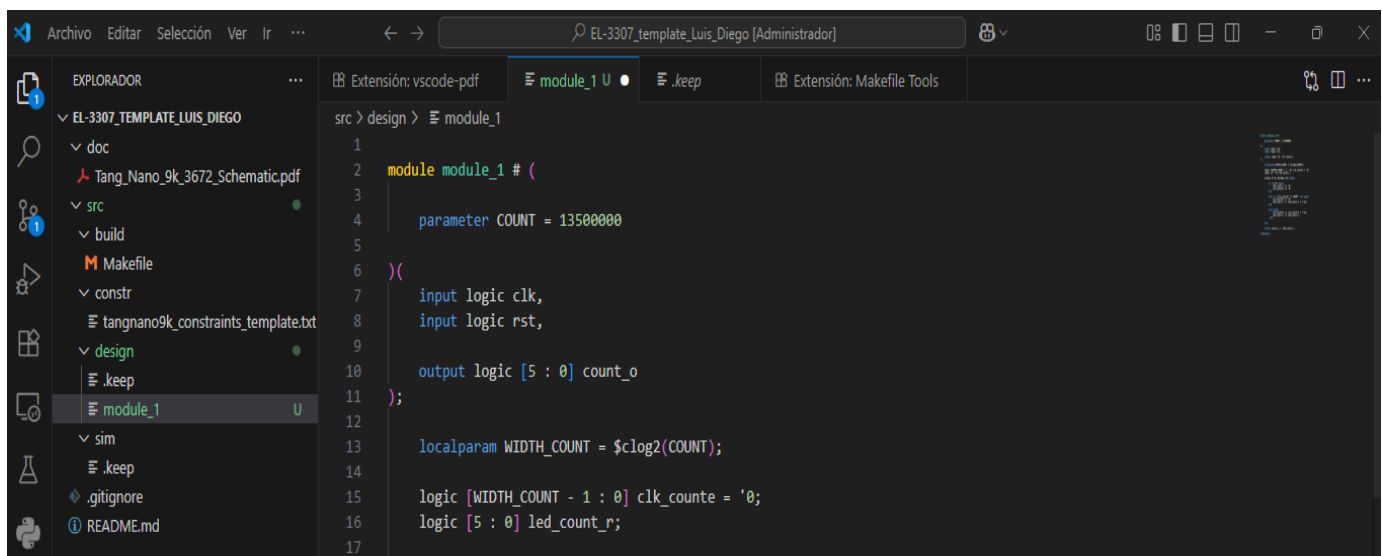 Archivo Editar Selección Ver Ir ···
EL-3307_template_Luis_Diego [Administrador]
EXPLORADOR ···
EL-3307_TEMPLATE_LUIS_DIEGO
doc
Tang_Nano_9k_3672_Schematic.pdf
src
build
Makefile
constr
tangnano9k_constraints_template.txt
design
.keep
module_1 U
sim
.keep
.gitignore
README.md
1
1
Extensión: vscode-pdf
module_1 U
.keep
Extensión: Makefile Tools
···
src > design > module_1
1
2 module module_1 # (
3
4 parameter COUNT = 13500000
5
6 )(
7 input logic clk,
8 input logic rst,
9
10 output logic [5 : 0] count_o
11 );
12
13 localparam WIDTH_COUNT = $clog2(COUNT);
14
15 logic [WIDTH_COUNT - 1 : 0] clk_counte = '0;
16 logic [5 : 0] led_count_r;
17